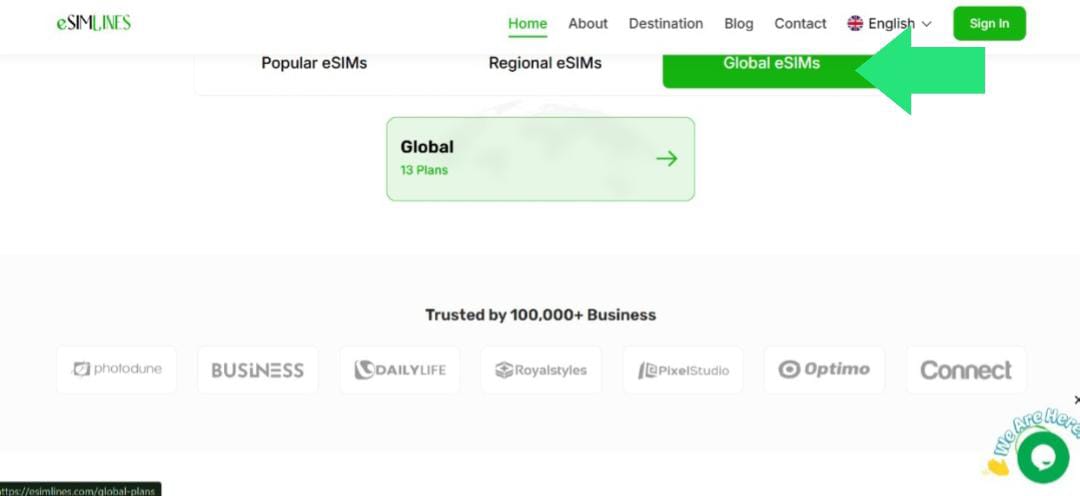 eSIMLINES
Home About Destination Blog Contact English Sign In
Popular eSIMs Regional eSIMs Global eSIMs
Global
13 Plans
Trusted by 100,000+ Business
photodune BUSINESS DAILYLIFE Royalstyles PixelStudio Optimo Connect
We Are Here!
ttps://esimlines.com/global-plans